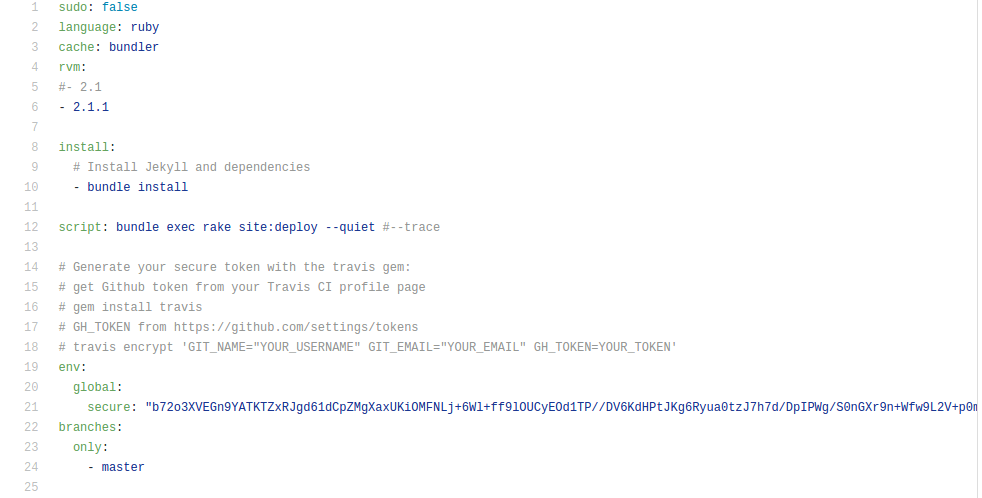 1 sudo: false
2 language: ruby
3 cache: bundler
4 rvm:
5 #- 2.1
6 - 2.1.1
7
8 install:
9   # Install Jekyll and dependencies
10   - bundle install
11
12 script: bundle exec rake site:deploy --quiet #--trace
13
14 # Generate your secure token with the travis gem:
15 # get Github token from your Travis CI profile page
16 # gem install travis
17 # GH_TOKEN from https://github.com/settings/tokens
18 # travis encrypt 'GIT_NAME="YOUR_USERNAME" GIT_EMAIL="YOUR_EMAIL" GH_TOKEN=YOUR_TOKEN'
19 env:
20   global:
21     secure: "b72o3XVEGn9YATKTZxRJgd61dCpZMgXaxUKiOMFNLj+6Wl+ff9lOUCyEOd1TP//DV6KdHPtJKg6Ryua0tzJ7h7d/DpIPWg/S0nGXr9n+Wfw9L2V+p0m
22 branches:
23   only:
24     - master
25